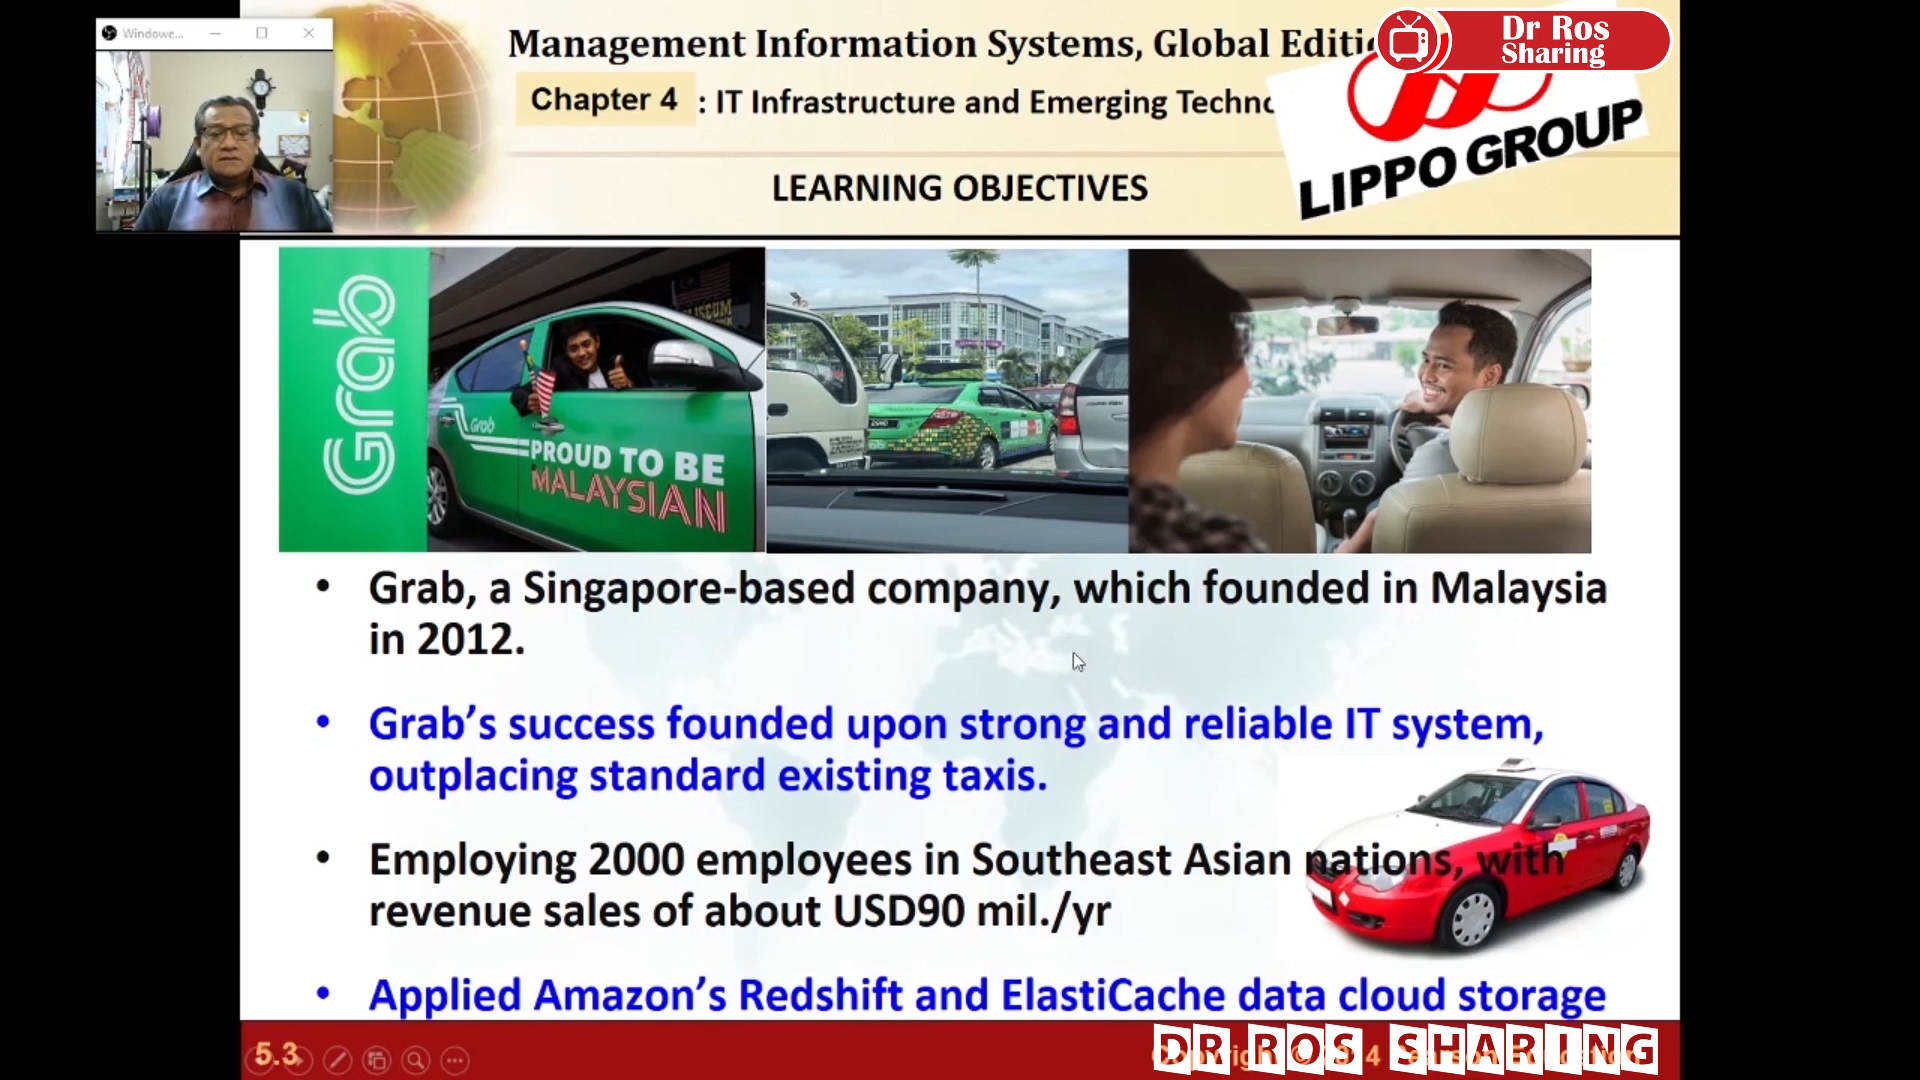 Windowe...
Management Information Systems, Global Editi
Dr Ros
Sharing
Chapter 4 : IT Infrastructure and Emerging Techno
LIPPO GROUP
LEARNING OBJECTIVES
Grab
Grab
PROUD TO BE
MALAYSIAN
• Grab, a Singapore-based company, which founded in Malaysia
in 2012.
• Grab’s success founded upon strong and reliable IT system,
outplacing standard existing taxis.
• Employing 2000 employees in Southeast Asian nations, with
revenue sales of about USD90 mil./yr
• Applied Amazon’s Redshift and ElastiCache data cloud storage
5.3
DR ROS SHARING